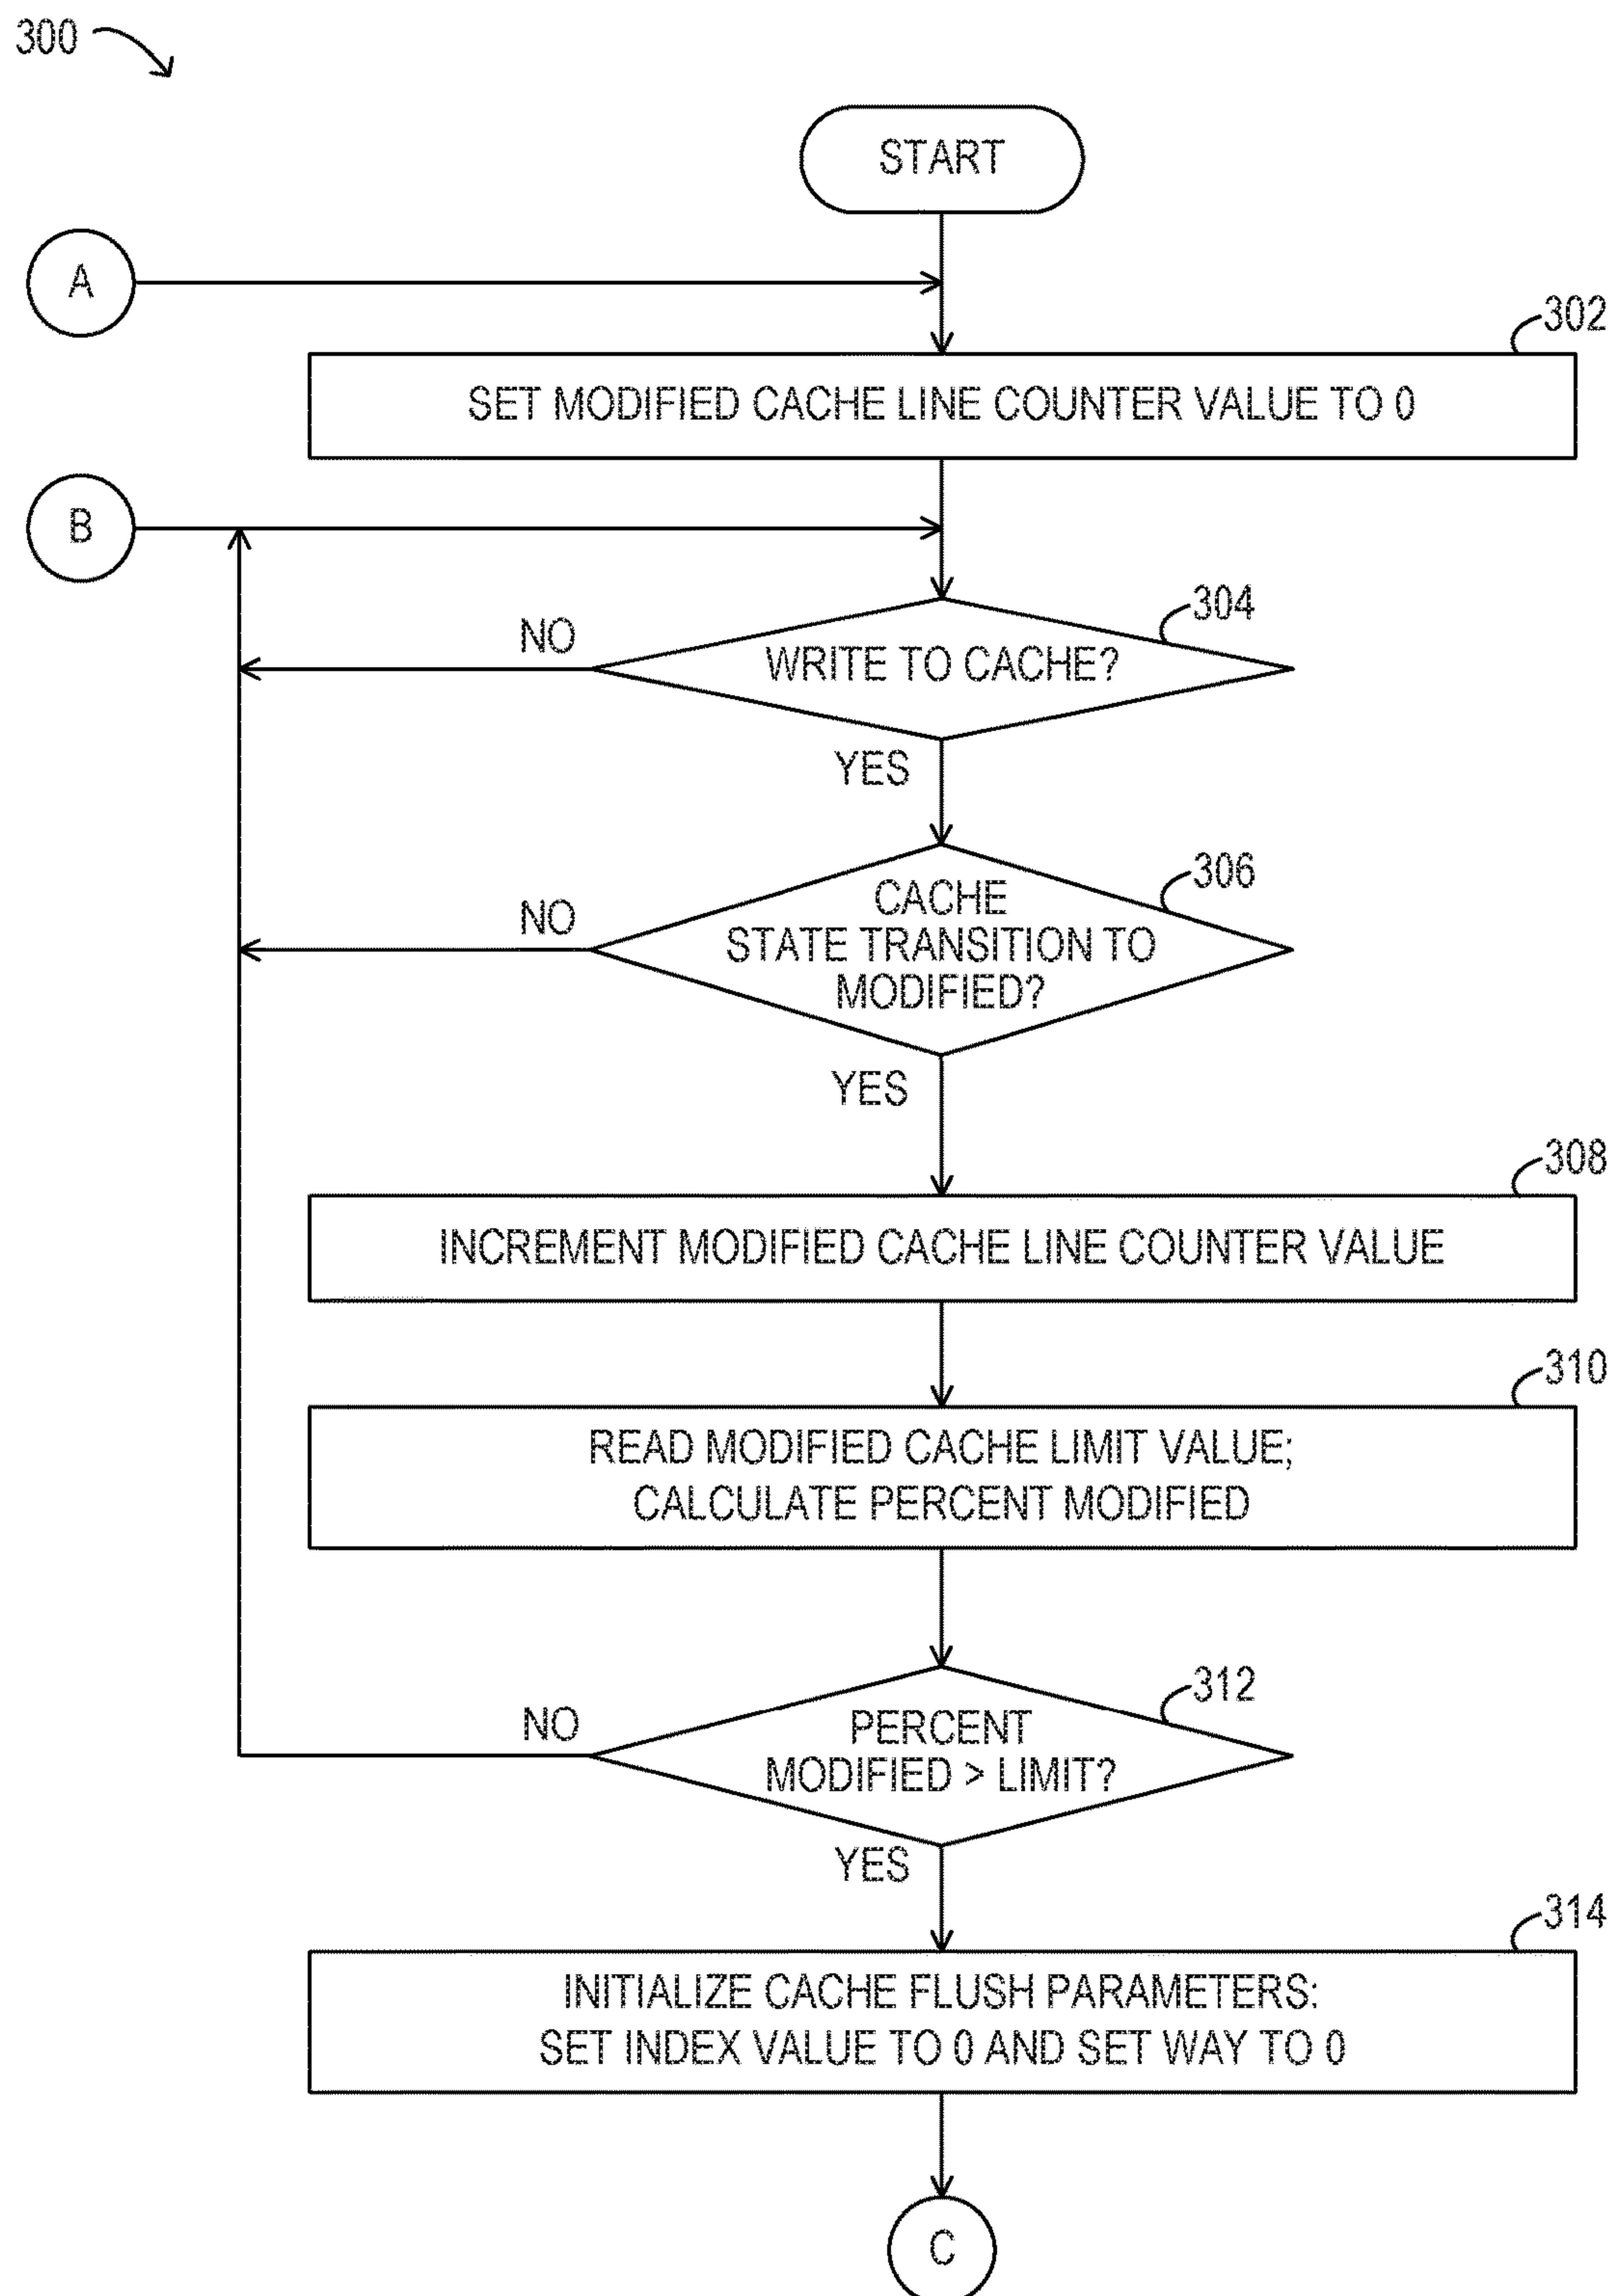 300
START
A
302
SET MODIFIED CACHE LINE COUNTER VALUE TO 0
B
304
NO
WRITE TO CACHE?
YES
306
NO
CACHE
STATE TRANSITION TO
MODIFIED?
YES
308
INCREMENT MODIFIED CACHE LINE COUNTER VALUE
310
READ MODIFIED CACHE LIMIT VALUE;
CALCULATE PERCENT MODIFIED
312
NO
PERCENT
MODIFIED > LIMIT?
YES
314
INITIALIZE CACHE FLUSH PARAMETERS:
SET INDEX VALUE TO 0 AND SET WAY TO 0
C